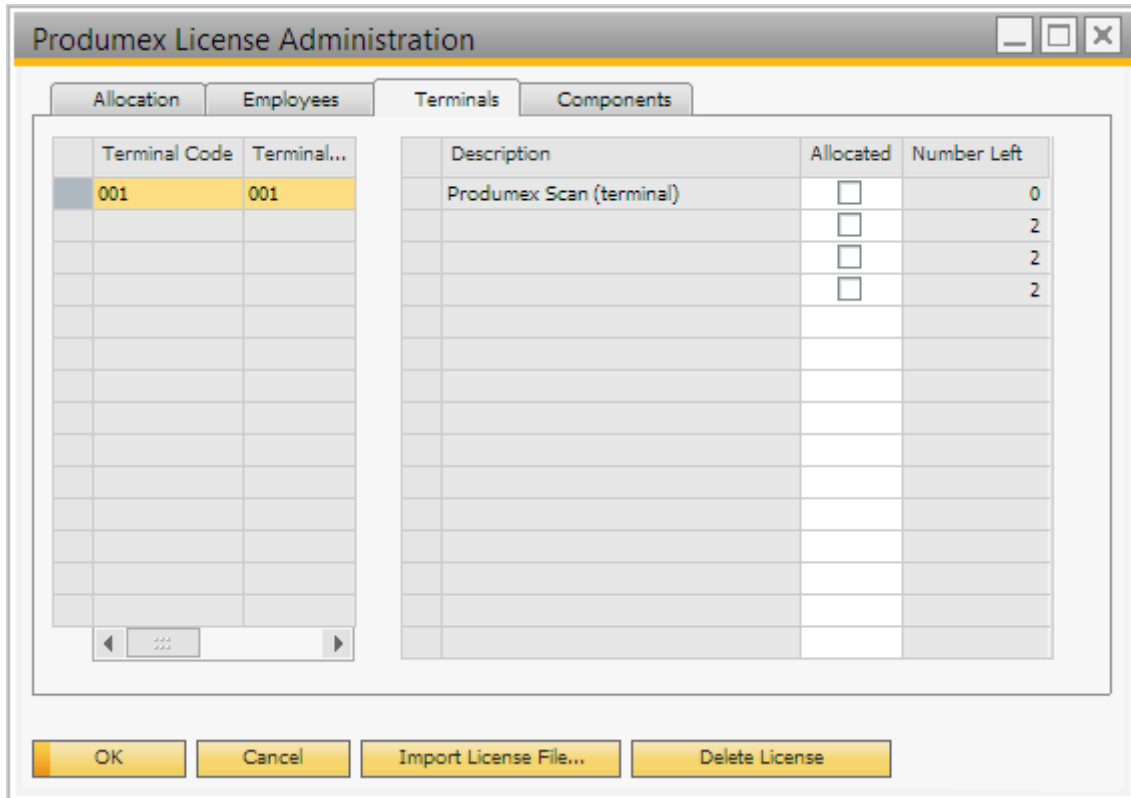 Produmex License Administration
Allocation Employees Terminals Components
Terminal Code Terminal... Description Allocated Number Left
001 001 Produmex Scan (terminal) 0
2
2
2
OK Cancel Import License File... Delete License